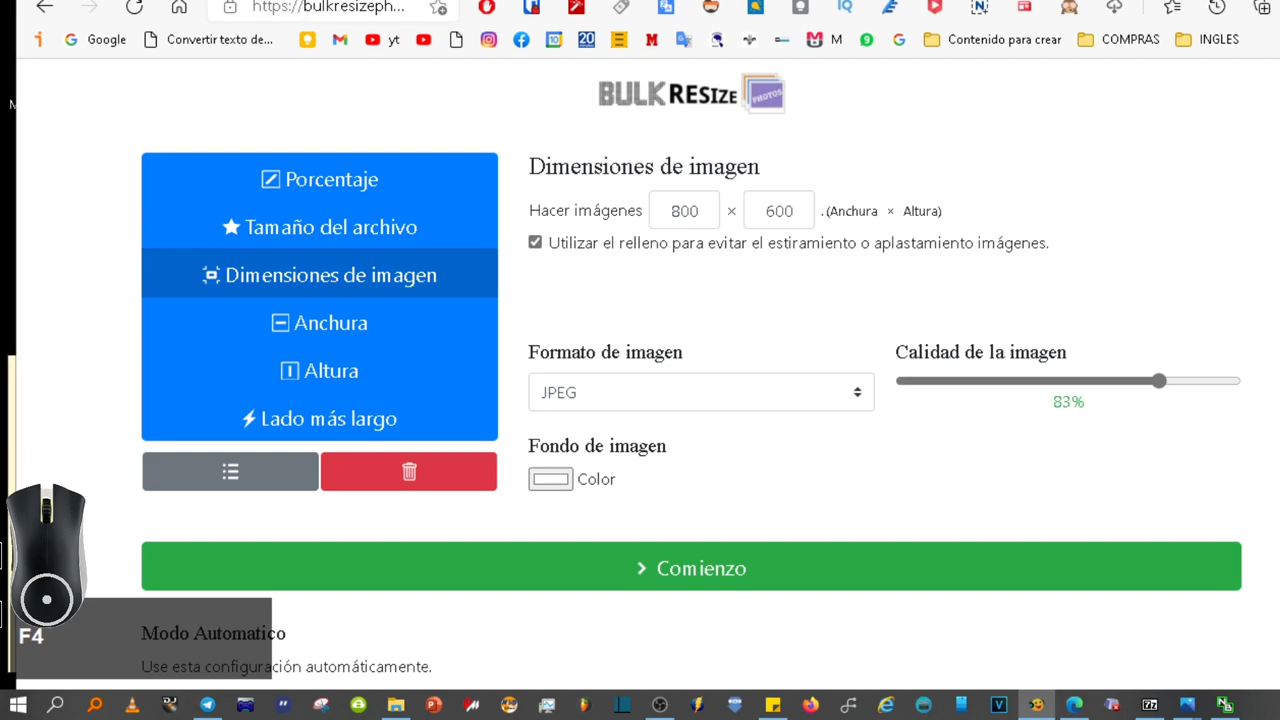 https://bulkresizeph...
Google
Convertir texto de...
yt
M
Contenido para crear
COMPRAS
INGLES
BULK RESIZE PHOTOS
Porcentaje
Tamaño del archivo
Dimensiones de imagen
Anchura
Altura
Lado más largo
Dimensiones de imagen
Hacer imágenes 800 × 600 . (Anchura × Altura)
Utilizar el relleno para evitar el estiramiento o aplastamiento imágenes.
Formato de imagen
JPEG
Calidad de la imagen
83%
Fondo de imagen
Color
Comienzo
F4
Modo Automatico
Use esta configuración automáticamente.